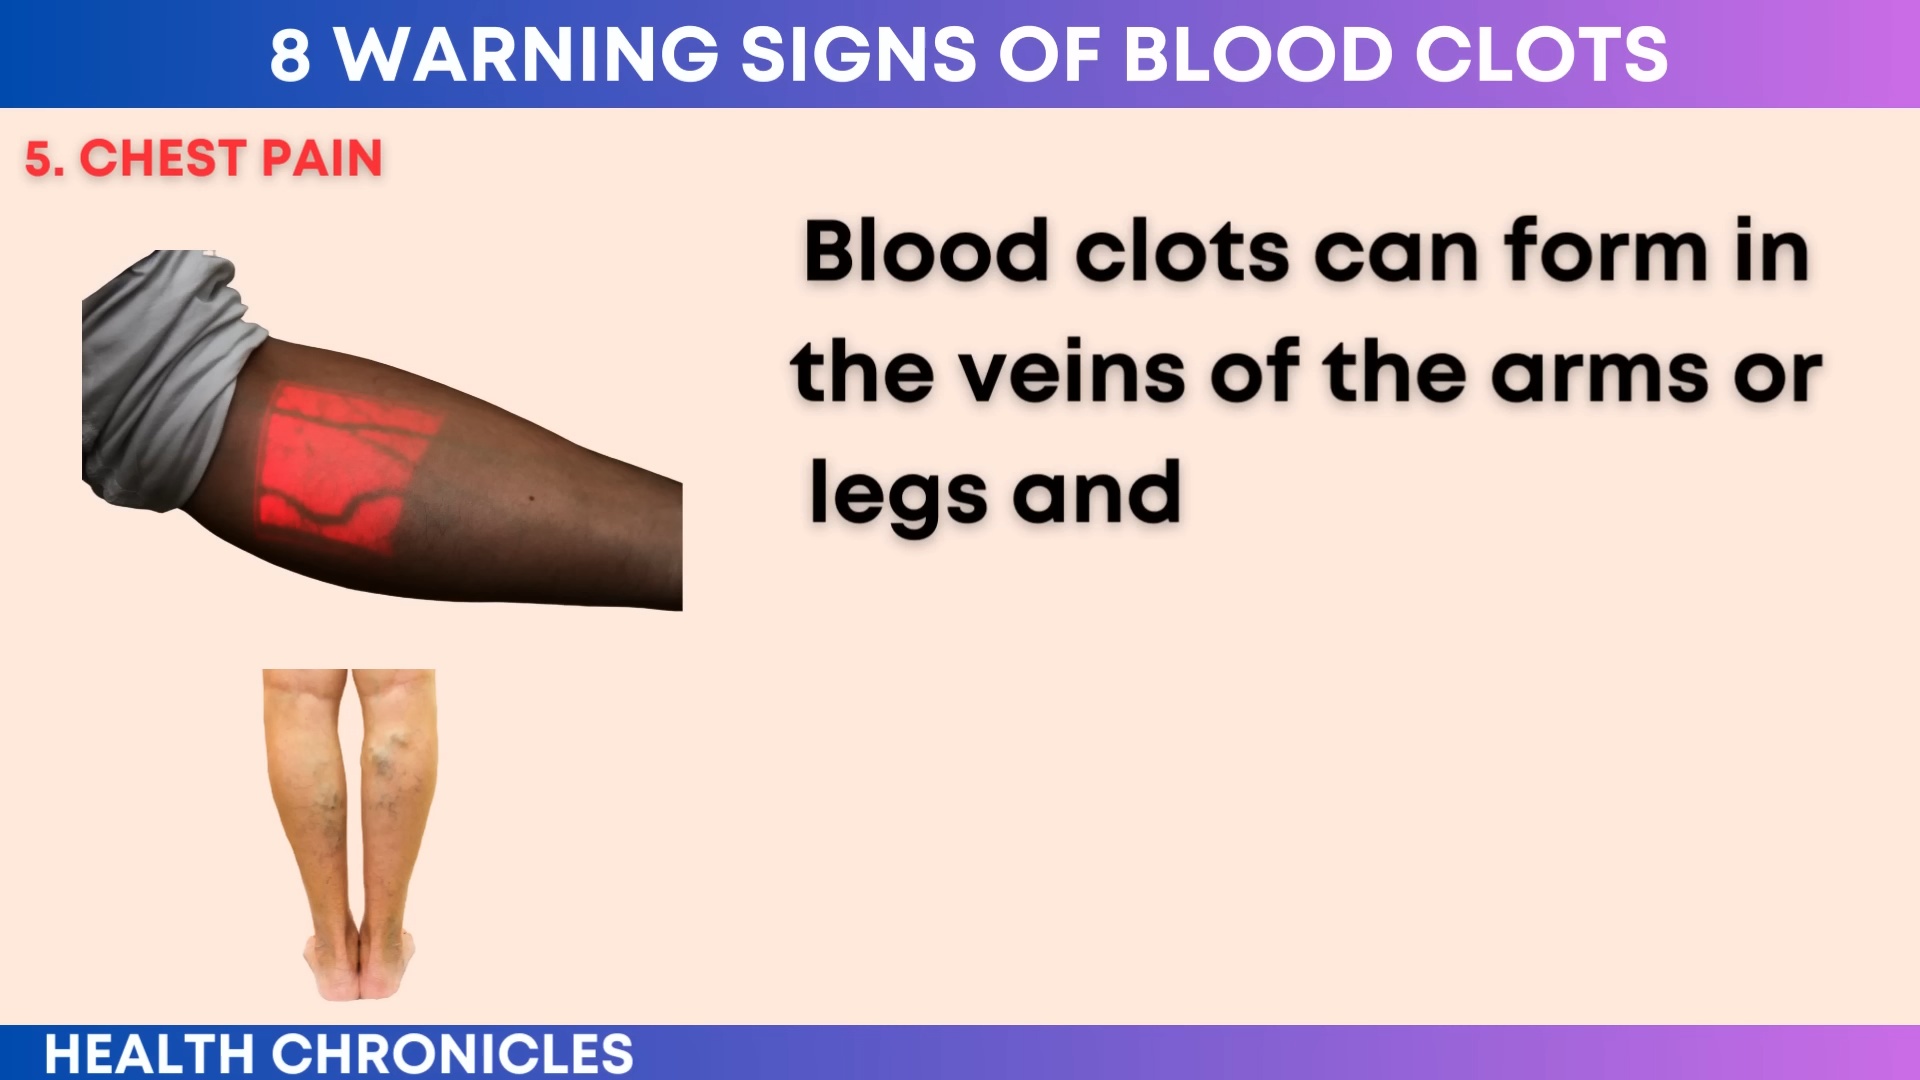 8 WARNING SIGNS OF BLOOD CLOTS
5. CHEST PAIN
Blood clots can form in
the veins of the arms or
legs and
HEALTH CHRONICLES